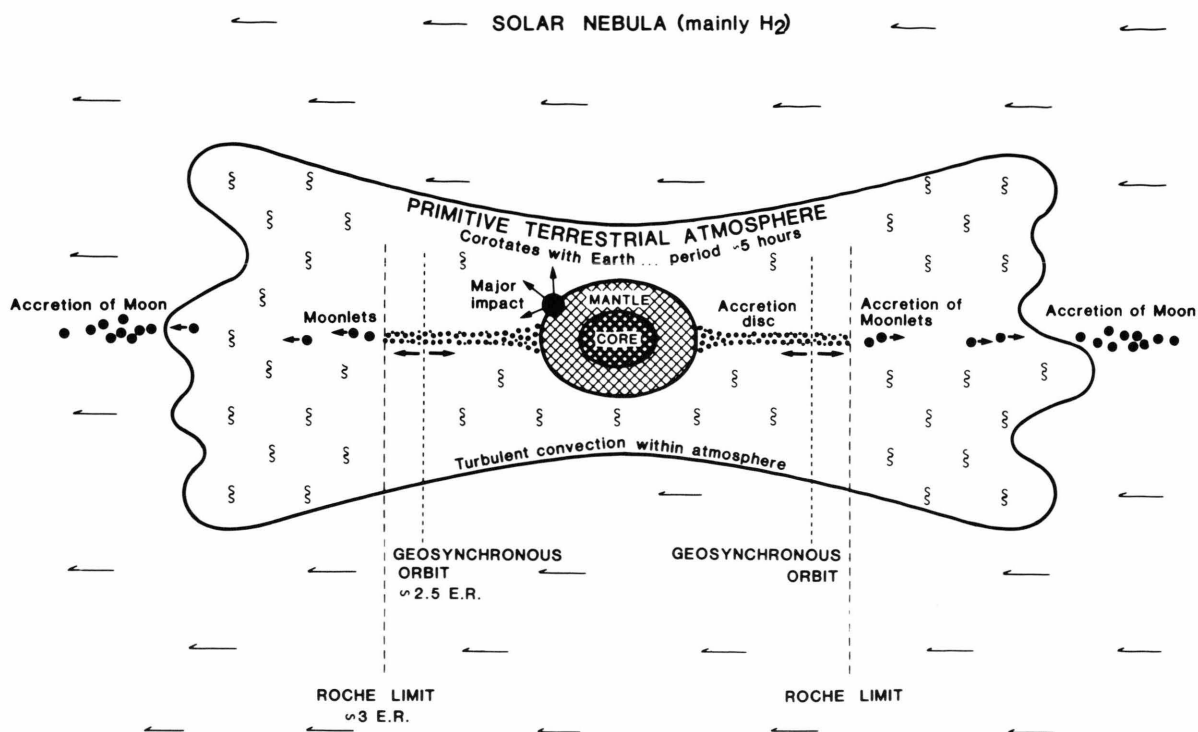 SOLAR NEBULA (mainly H2)
PRIMITIVE TERRESTRIAL ATMOSPHERE
Corotates with Earth ... period ~5 hours
Major
impact
MANTLE
CORE
Accretion
disc
Accretion of Moon
Moonlets
Accretion of
Moonlets
Accretion of Moon
Turbulent convection within atmosphere
GEOSYNCHRONOUS
ORBIT
~2.5 E.R.
GEOSYNCHRONOUS
ORBIT
ROCHE LIMIT
~3 E.R.
ROCHE LIMIT